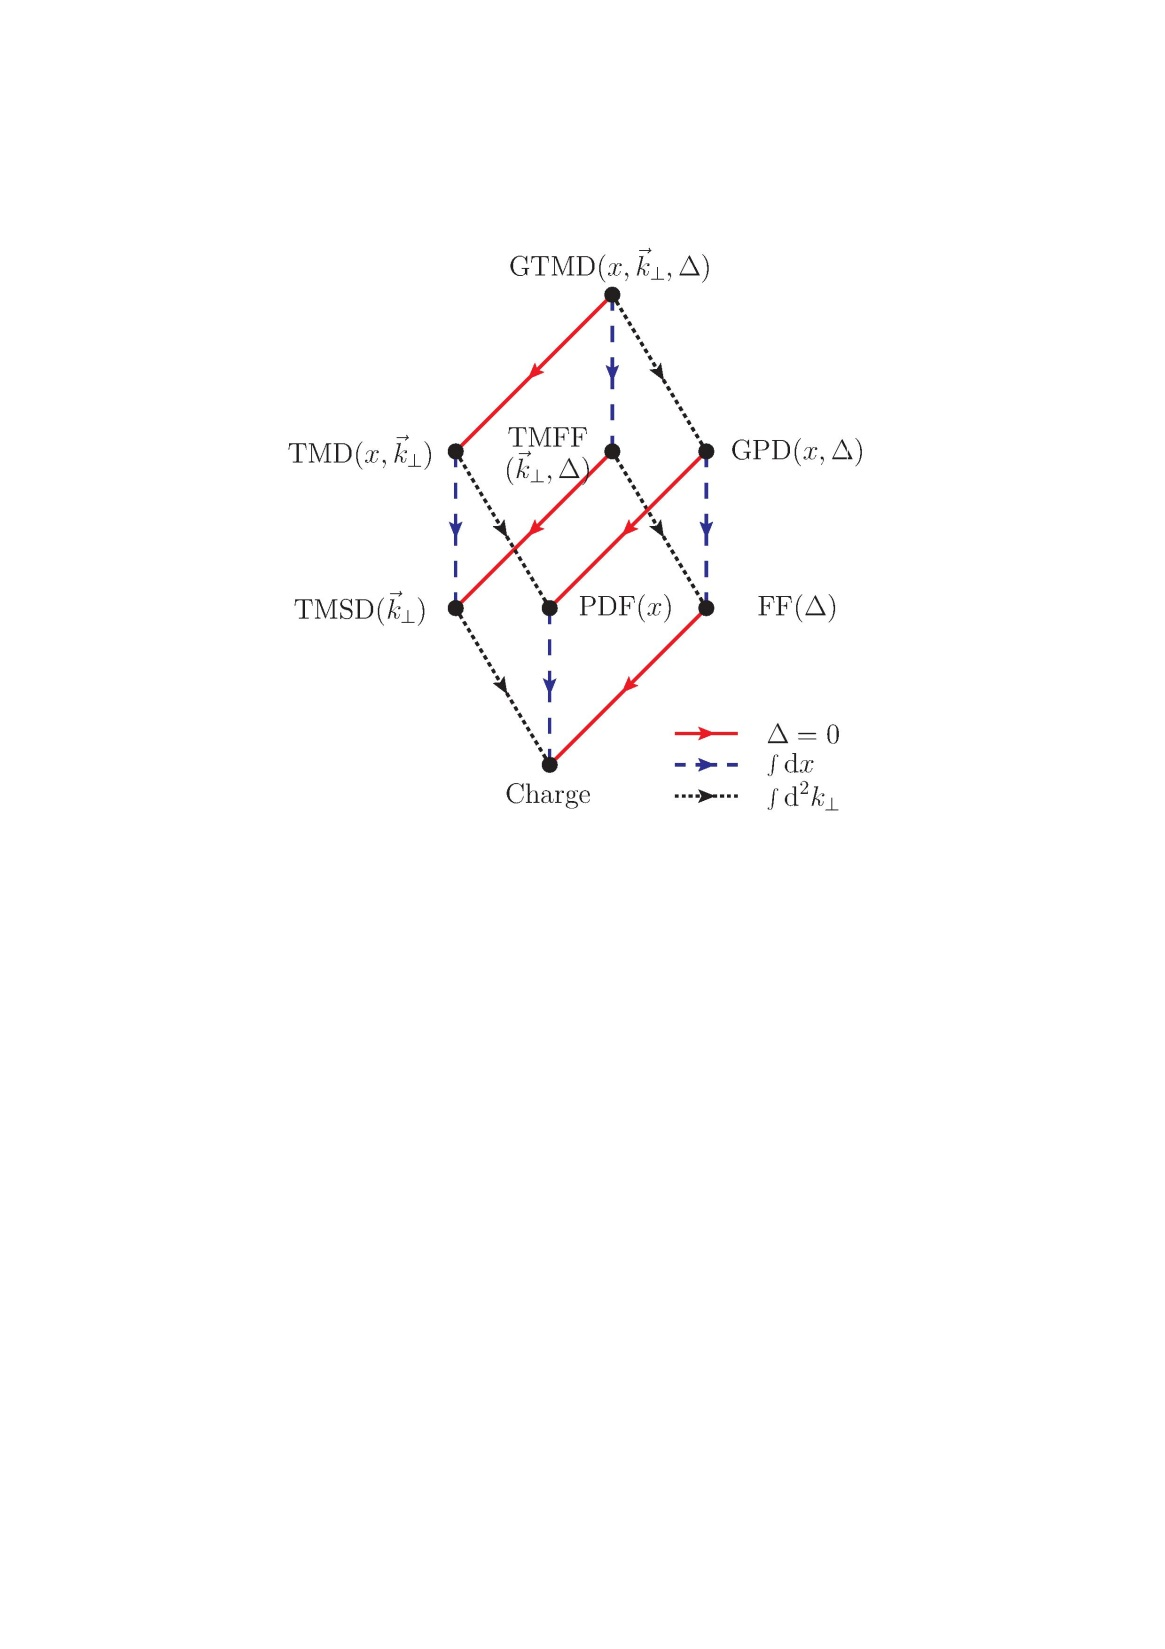 GTMD(x, k⃗⊥, Δ)
TMD(x, k⃗⊥)
TMFF
(k⃗⊥, Δ)
GPD(x, Δ)
TMSD(k⃗⊥)
PDF(x)
FF(Δ)
Charge
Δ = 0
∫ dx
∫ d²k⊥